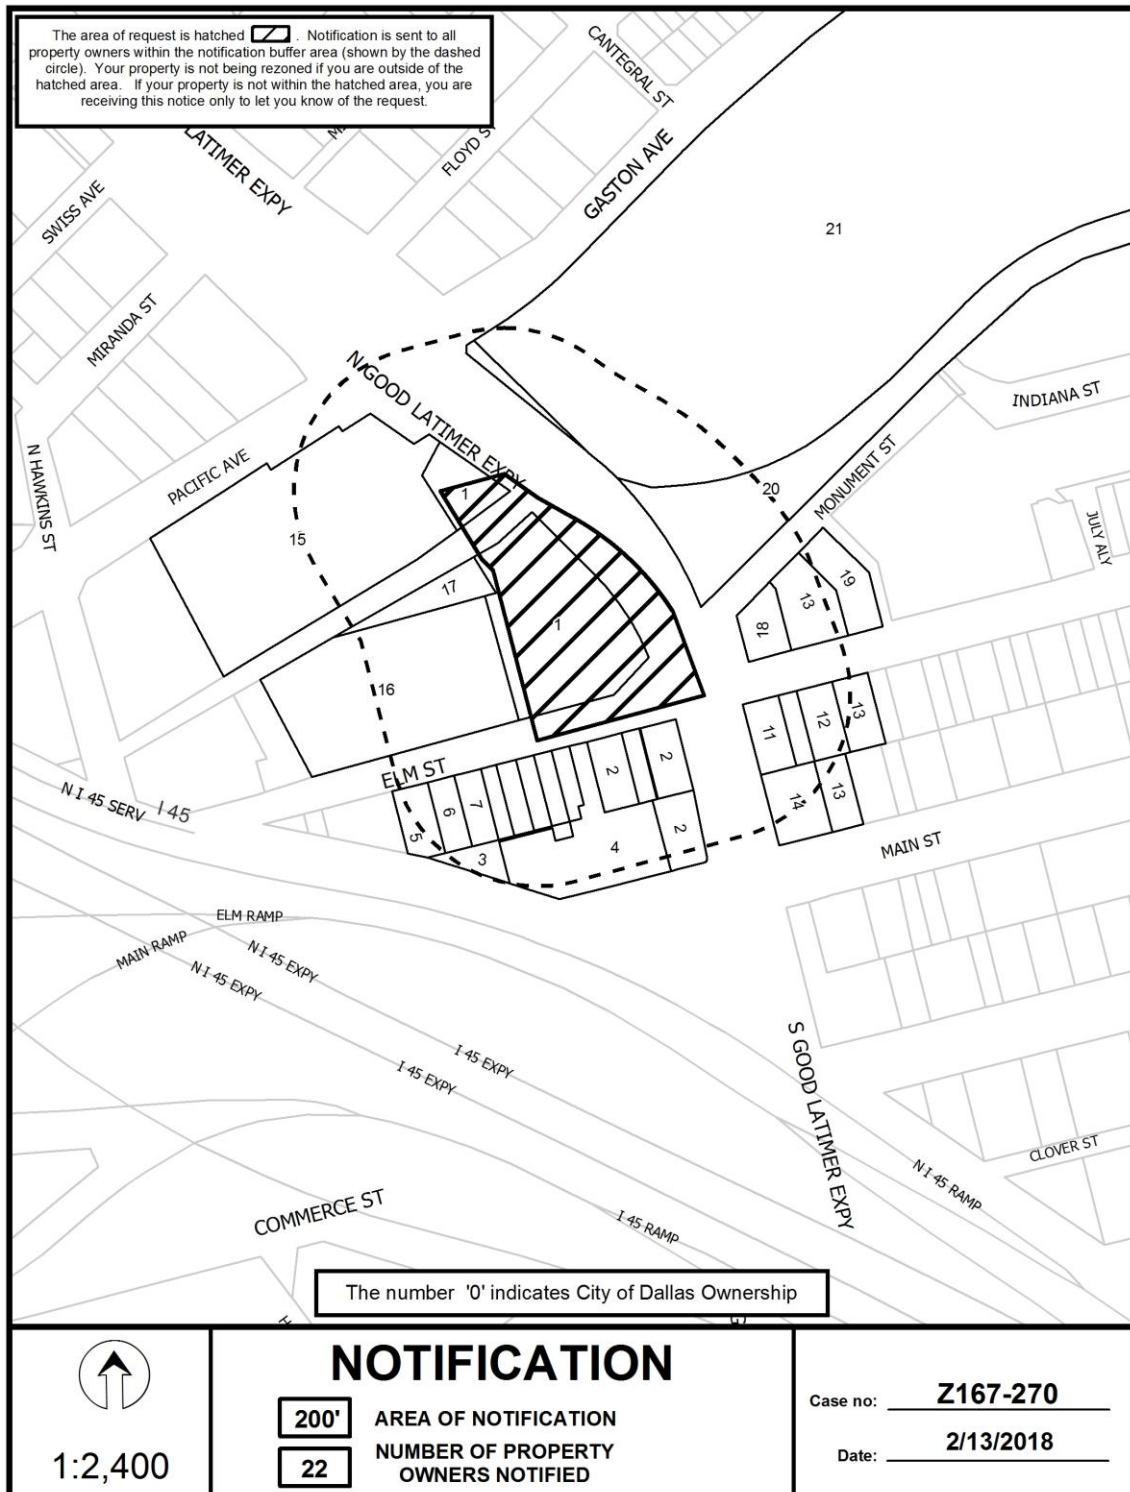 The area of request is hatched . Notification is sent to all
property owners within the notification buffer area (shown by the dashed
circle). Your property is not being rezoned if you are outside of the
hatched area. If your property is not within the hatched area, you are
receiving this notice only to let you know of the request.
CANTEGRAL ST
LATIMER EXPY
FLOYD ST
GASTON AVE
SWISS AVE
21
MIRANDA ST
N GOOD LATIMER EXPY
INDIANA ST
N HAWKINS ST
PACIFIC AVE
MONUMENT ST
1
20
15
JULY ALY
17
19
13
18
1
16
11
12
13
ELM ST
2
2
N I 45 SERV
I 45
6
7
14
13
5
3
4
2
MAIN ST
ELM RAMP
MAIN RAMP
N I 45 EXPY
N I 45 EXPY
I 45 EXPY
I 45 EXPY
S GOOD LATIMER EXPY
CLOVER ST
N I 45 RAMP
COMMERCE ST
I 45 RAMP
The number '0' indicates City of Dallas Ownership
1:2,400
NOTIFICATION
200' AREA OF NOTIFICATION
22 NUMBER OF PROPERTY
OWNERS NOTIFIED
Case no: Z167-270
Date: 2/13/2018